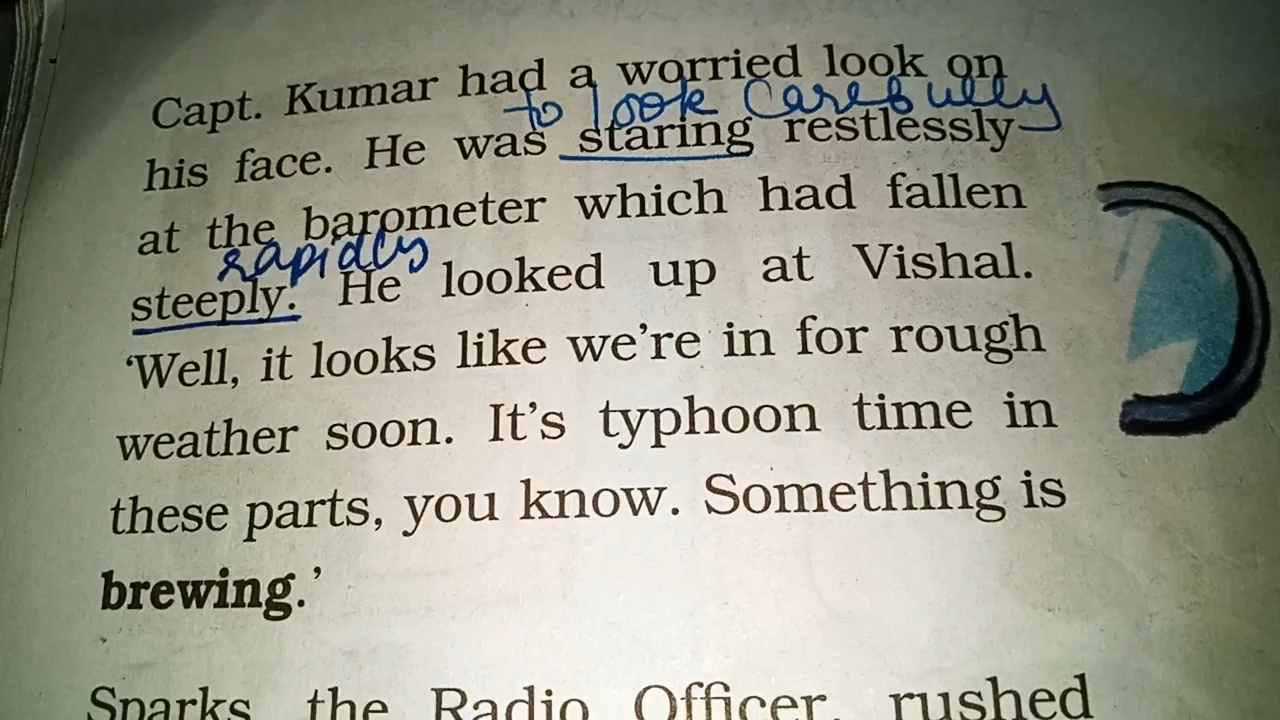 Capt. Kumar had a worried look on
to look carefully
his face. He was staring restlessly
at the barometer which had fallen
rapidly
steeply. He looked up at Vishal.
‘Well, it looks like we’re in for rough
weather soon. It’s typhoon time in
these parts, you know. Something is
brewing.’
Sparks the Radio Officer, rushed